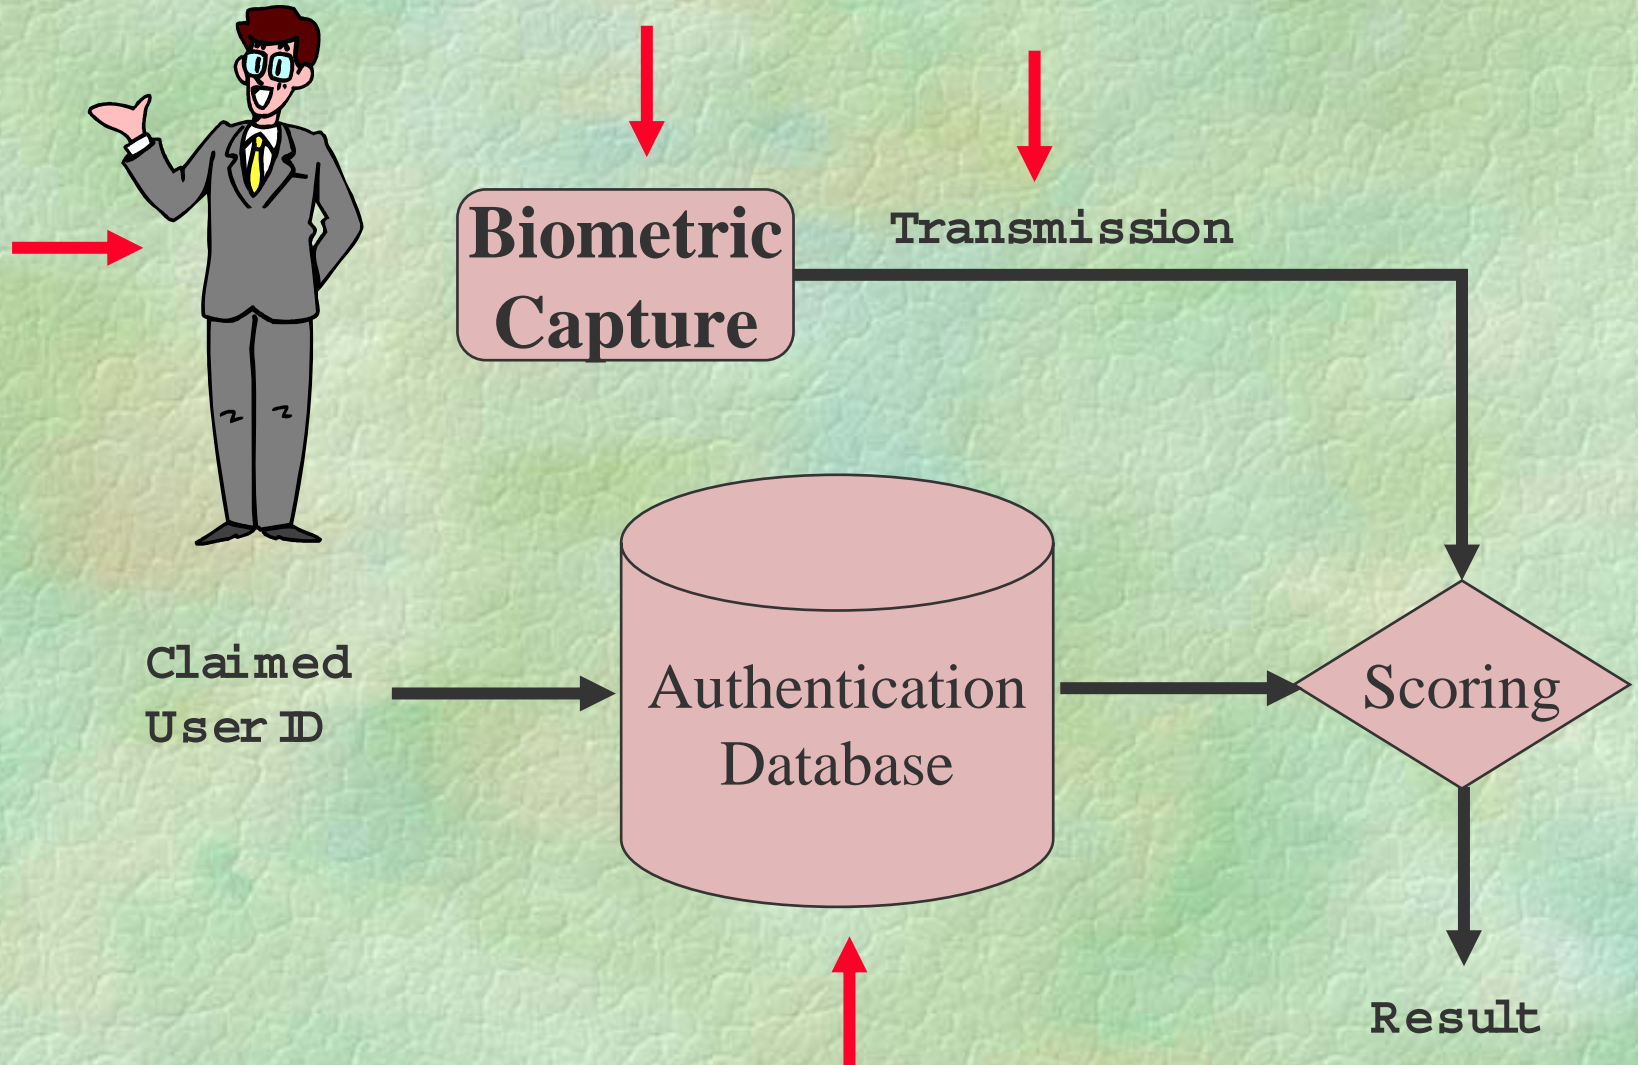 Biometric
Capture
Transmission
Claimed
User ID
Authentication
Database
Scoring
Result